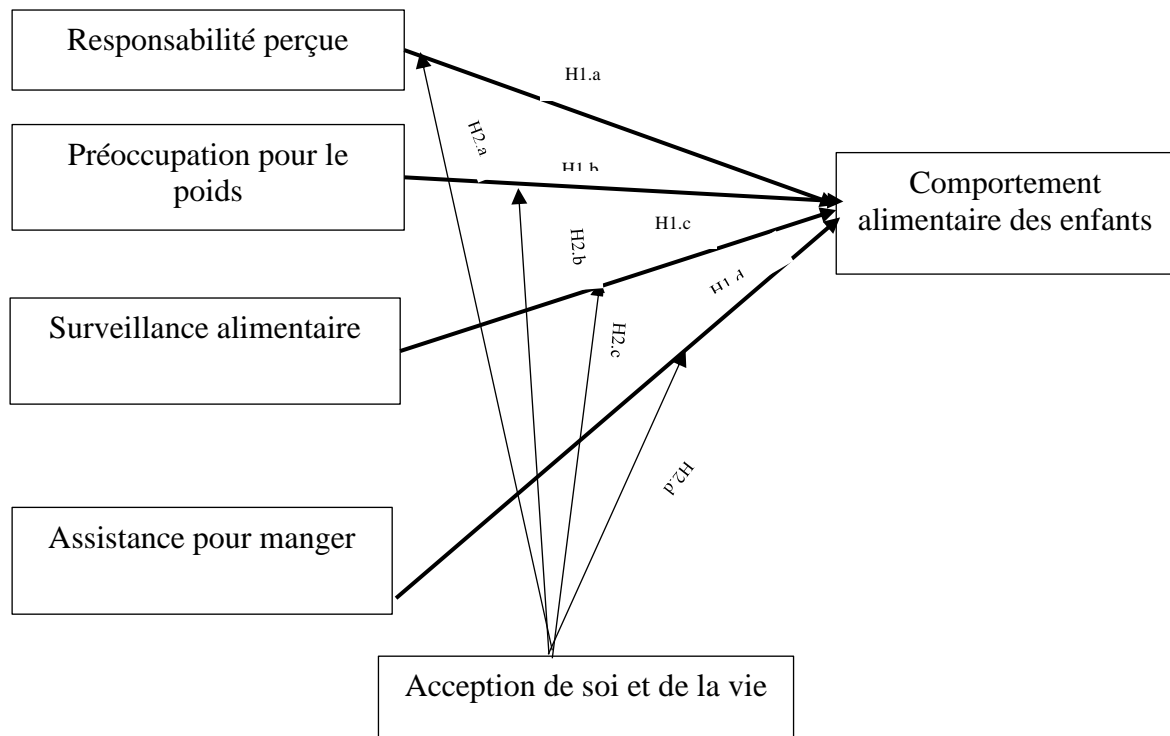 Responsabilité perçue
H1.a
H2.a
Préoccupation pour le
poids
H1.b
Comportement
alimentaire des enfants
H1.c
H2.b
Surveillance alimentaire
H2.c
H2.d
Assistance pour manger
Acception de soi et de la vie